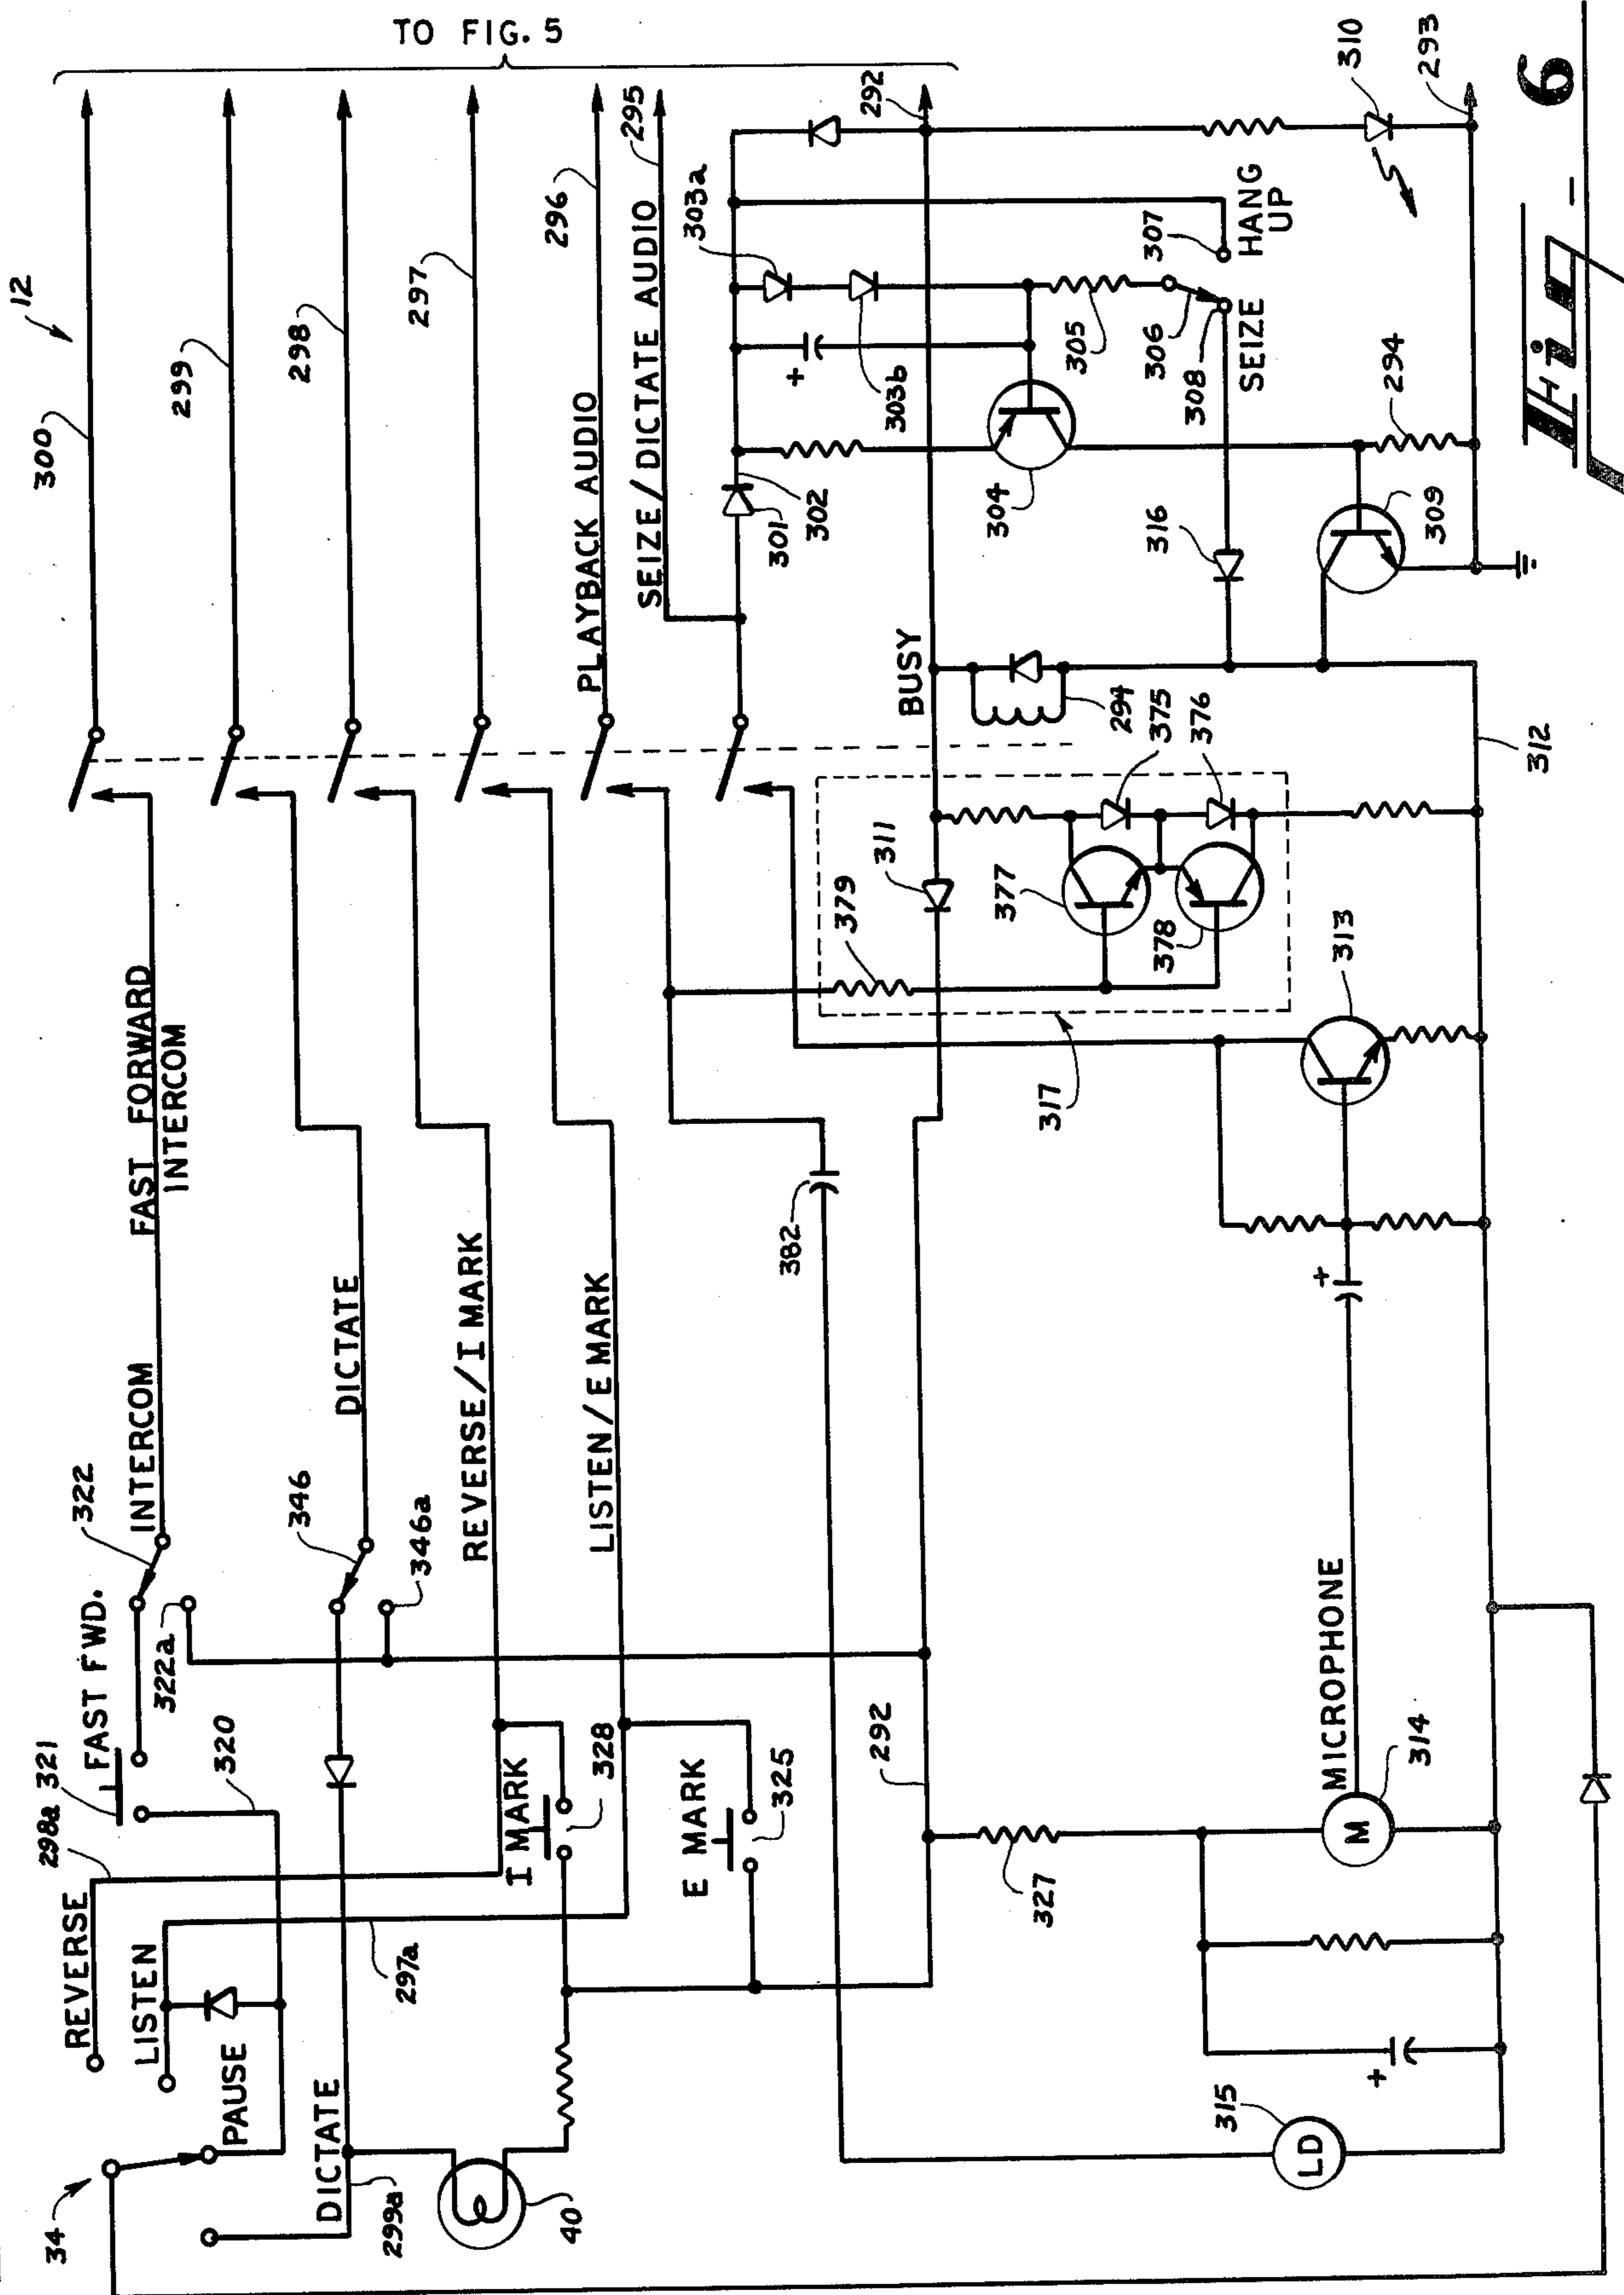 TO FIG. 5
12
300
299
298
297
296
PLAYBACK AUDIO
295
SEIZE/DICTATE AUDIO
303a
292
301
302
+
303b
304
305
306
307
308
HANG UP
SEIZE
310
293
316
309
294
BUSY
294
375
376
312
311
379
377
378
317
313
382
FAST FORWARD
INTERCOM
INTERCOM
322
FAST FWD.
322a
321
320
DICTATE
346
346a
REVERSE/I MARK
LISTEN/E MARK
298a
REVERSE
LISTEN
297a
PAUSE
34
DICTATE
299a
40
I MARK
328
E MARK
325
292
327
MICROPHONE
M
314
+
+
LD
315
Fig_6